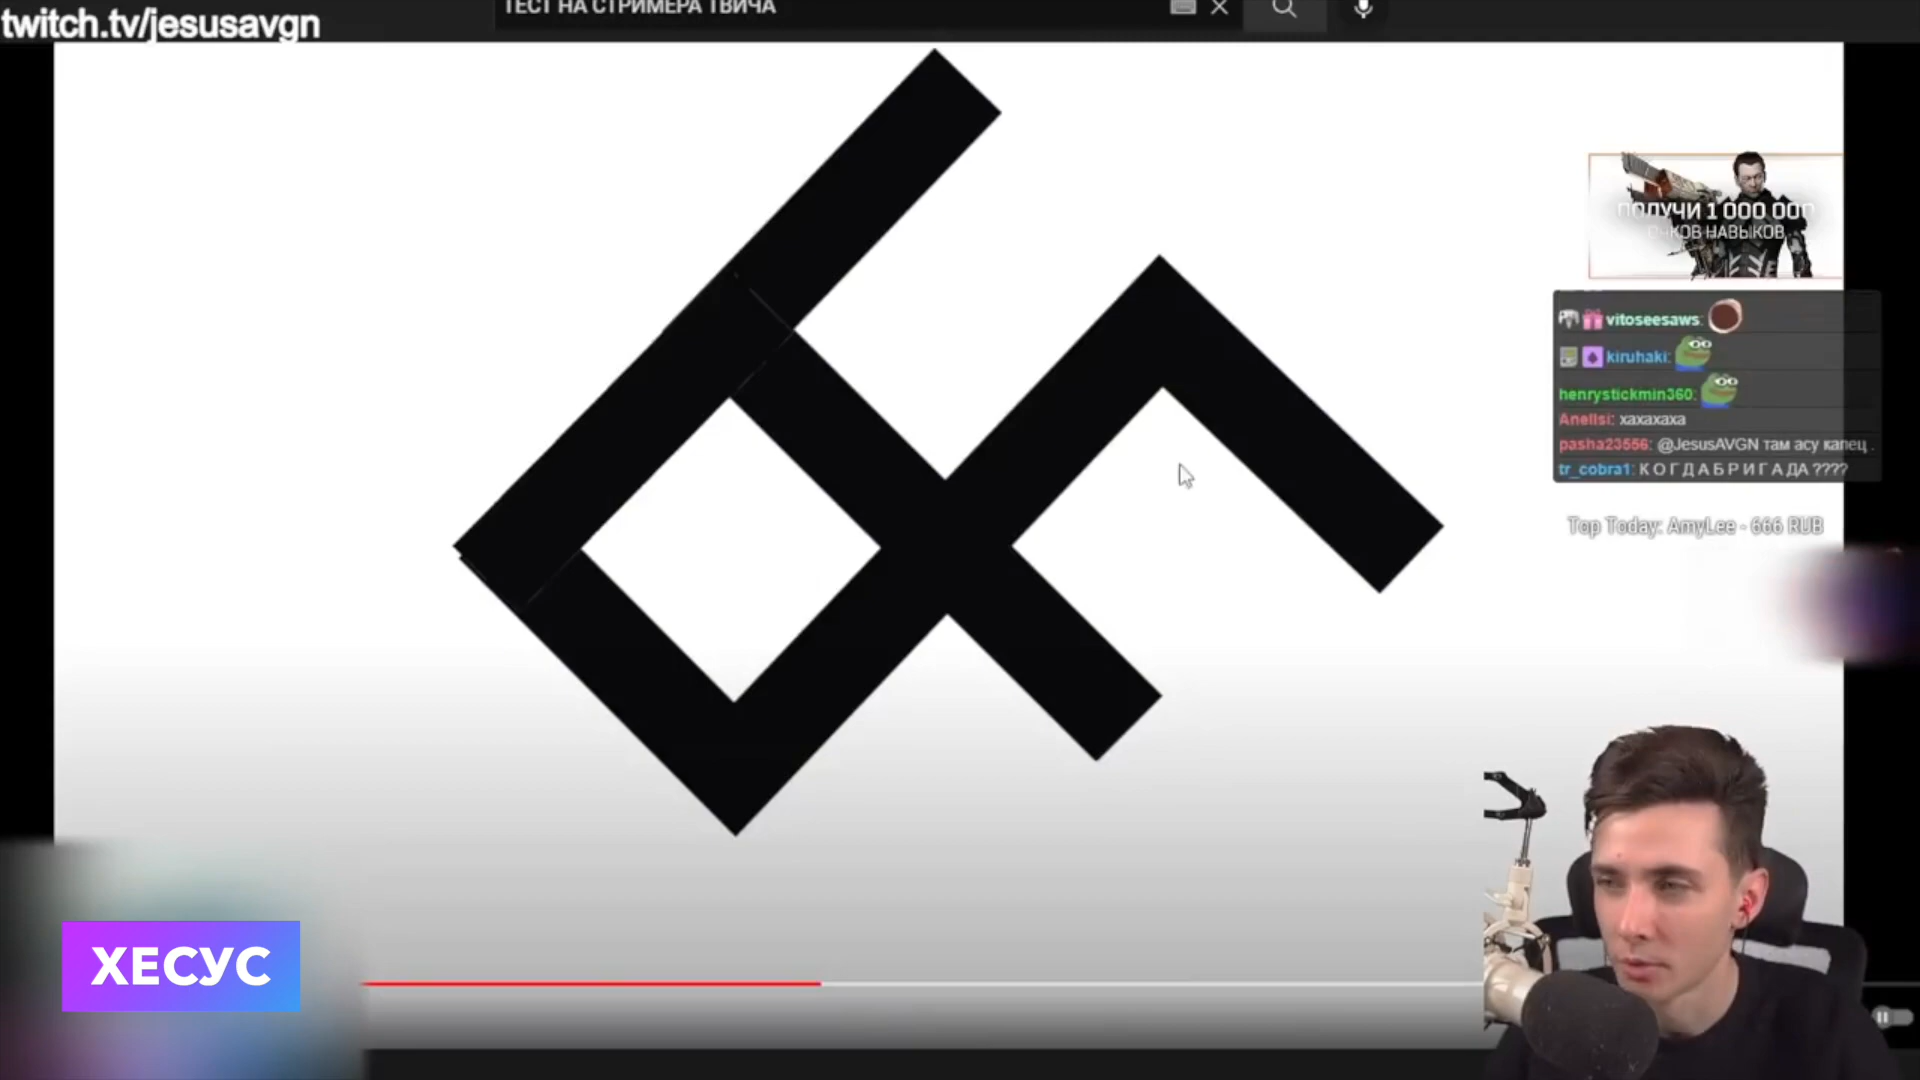 twitch.tv/jesusavgn
ТЕСТ НА СТРИМЕРА ТВИЧА
ПОЛУЧИ 1 000 000
ОЧКОВ НАВЫКОВ
vitoseesaws:
kiruhaki:
henrystickmin360:
Anellsi: хахахаха
pasha23556: @JesusAVGN там асу капец .
tr_cobra1: К О Г Д А Б Р И Г А Д А ????
Top Today: AmyLee - 666 RUB
ХЕСУС